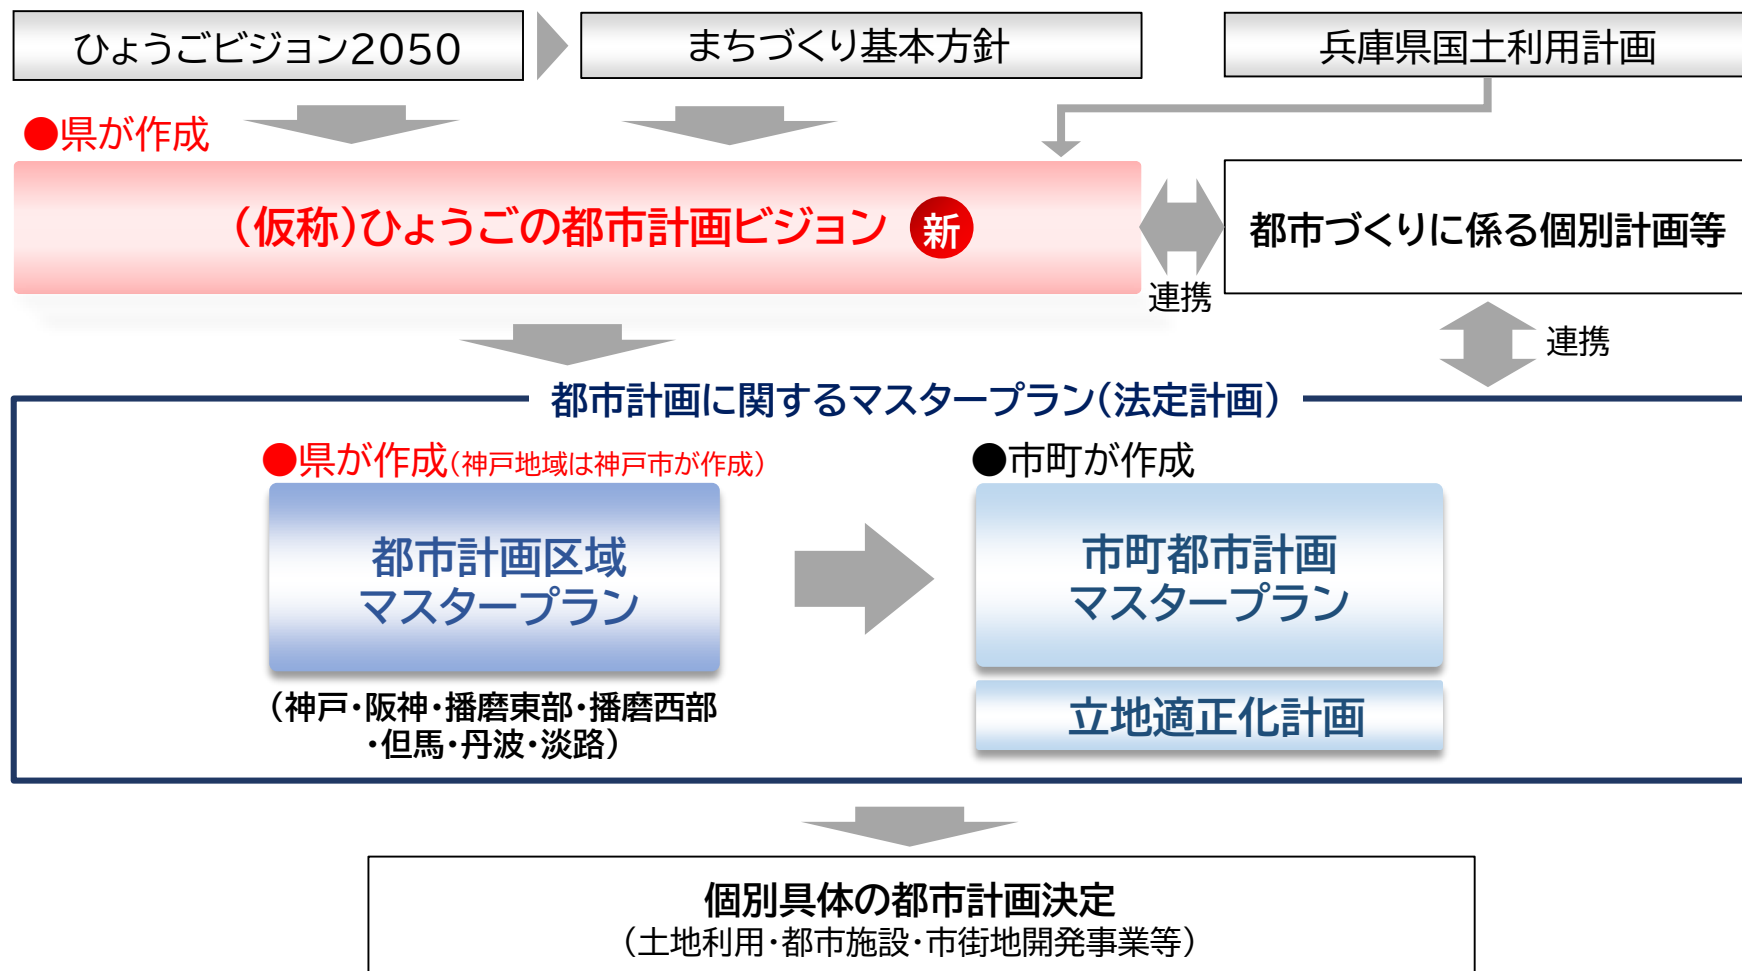 ひょうごビジョン2050
まちづくり基本方針
兵庫県国土利用計画
●県が作成
（仮称）ひょうごの都市計画ビジョン 新
都市づくりに係る個別計画等
連携
連携
都市計画に関するマスタープラン（法定計画）
●県が作成（神戸地域は神戸市が作成）
●市町が作成
都市計画区域
マスタープラン
市町都市計画
マスタープラン
（神戸・阪神・播磨東部・播磨西部
・但馬・丹波・淡路）
立地適正化計画
個別具体の都市計画決定
（土地利用・都市施設・市街地開発事業等）